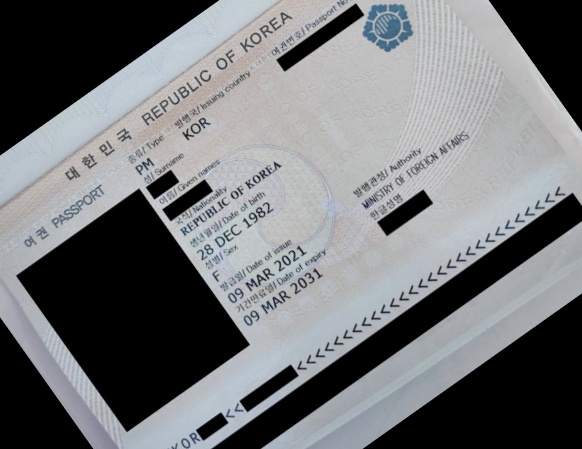 대한민국 REPUBLIC OF KOREA
여권 PASSPORT
종류/ Type 발행국/ Issuing country 여권번호/ Passport No.
PM KOR
성/ Surname
이름/ Given names
국적/ Nationality
REPUBLIC OF KOREA
생년월일/ Date of birth
28 DEC 1982
성별/ Sex 발행관청/ Authority
F MINISTRY OF FOREIGN AFFAIRS
발급일/ Date of issue 한글성명
09 MAR 2021
기간만료일/ Date of expiry
09 MAR 2031